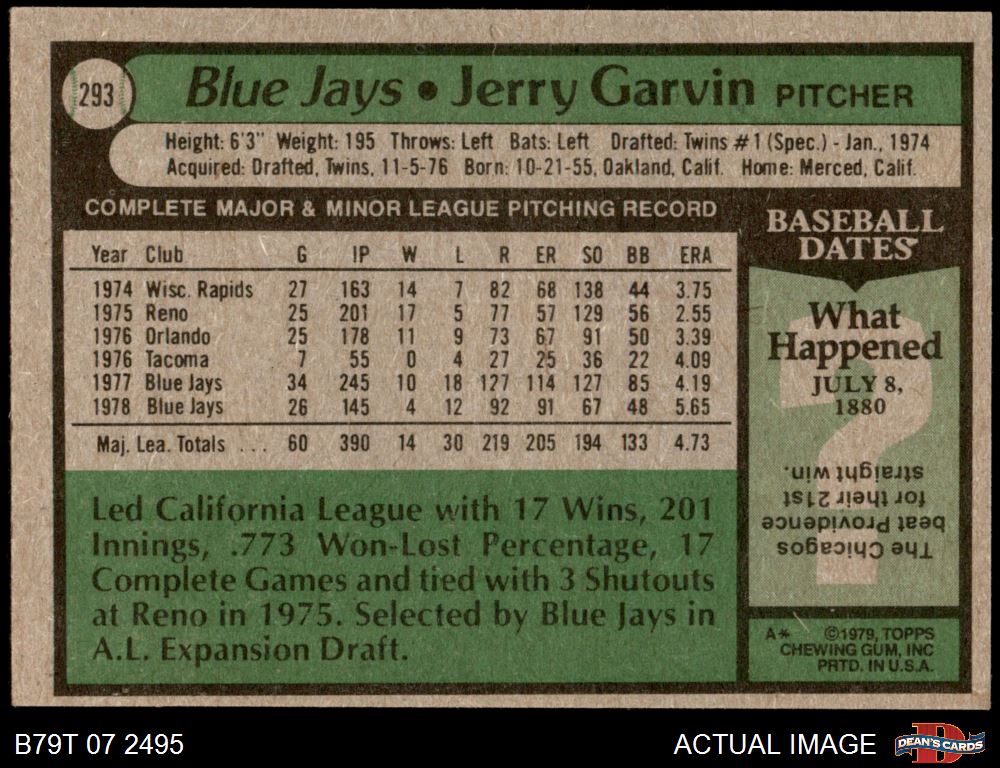 293
Blue Jays • Jerry Garvin PITCHER
Height: 6'3" Weight: 195 Throws: Left Bats: Left Drafted: Twins #1 (Spec.) - Jan., 1974
Acquired: Drafted, Twins, 11-5-76 Born: 10-21-55, Oakland, Calif. Home: Merced, Calif.
COMPLETE MAJOR & MINOR LEAGUE PITCHING RECORD
Year Club G IP W L R ER SO BB ERA
1974 Wisc. Rapids 27 163 14 7 82 68 138 44 3.75
1975 Reno 25 201 17 5 77 57 129 56 2.55
1976 Orlando 25 178 11 9 73 67 91 50 3.39
1976 Tacoma 7 55 0 4 27 25 36 22 4.09
1977 Blue Jays 34 245 10 18 127 114 127 85 4.19
1978 Blue Jays 26 145 4 12 92 91 67 48 5.65
Maj. Lea. Totals ... 60 390 14 30 219 205 194 133 4.73
Led California League with 17 Wins, 201
Innings, .773 Won-Lost Percentage, 17
Complete Games and tied with 3 Shutouts
at Reno in 1975. Selected by Blue Jays in
A.L. Expansion Draft.
BASEBALL
DATES
What
Happened
JULY 8,
1880
?
The Chicagos
beat Providence
for their 21st
straight win.
A* ©1979, TOPPS
CHEWING GUM, INC
PRTD. IN U.S.A.
B79T 07 2495
ACTUAL IMAGE
D
DEAN'S CARDS